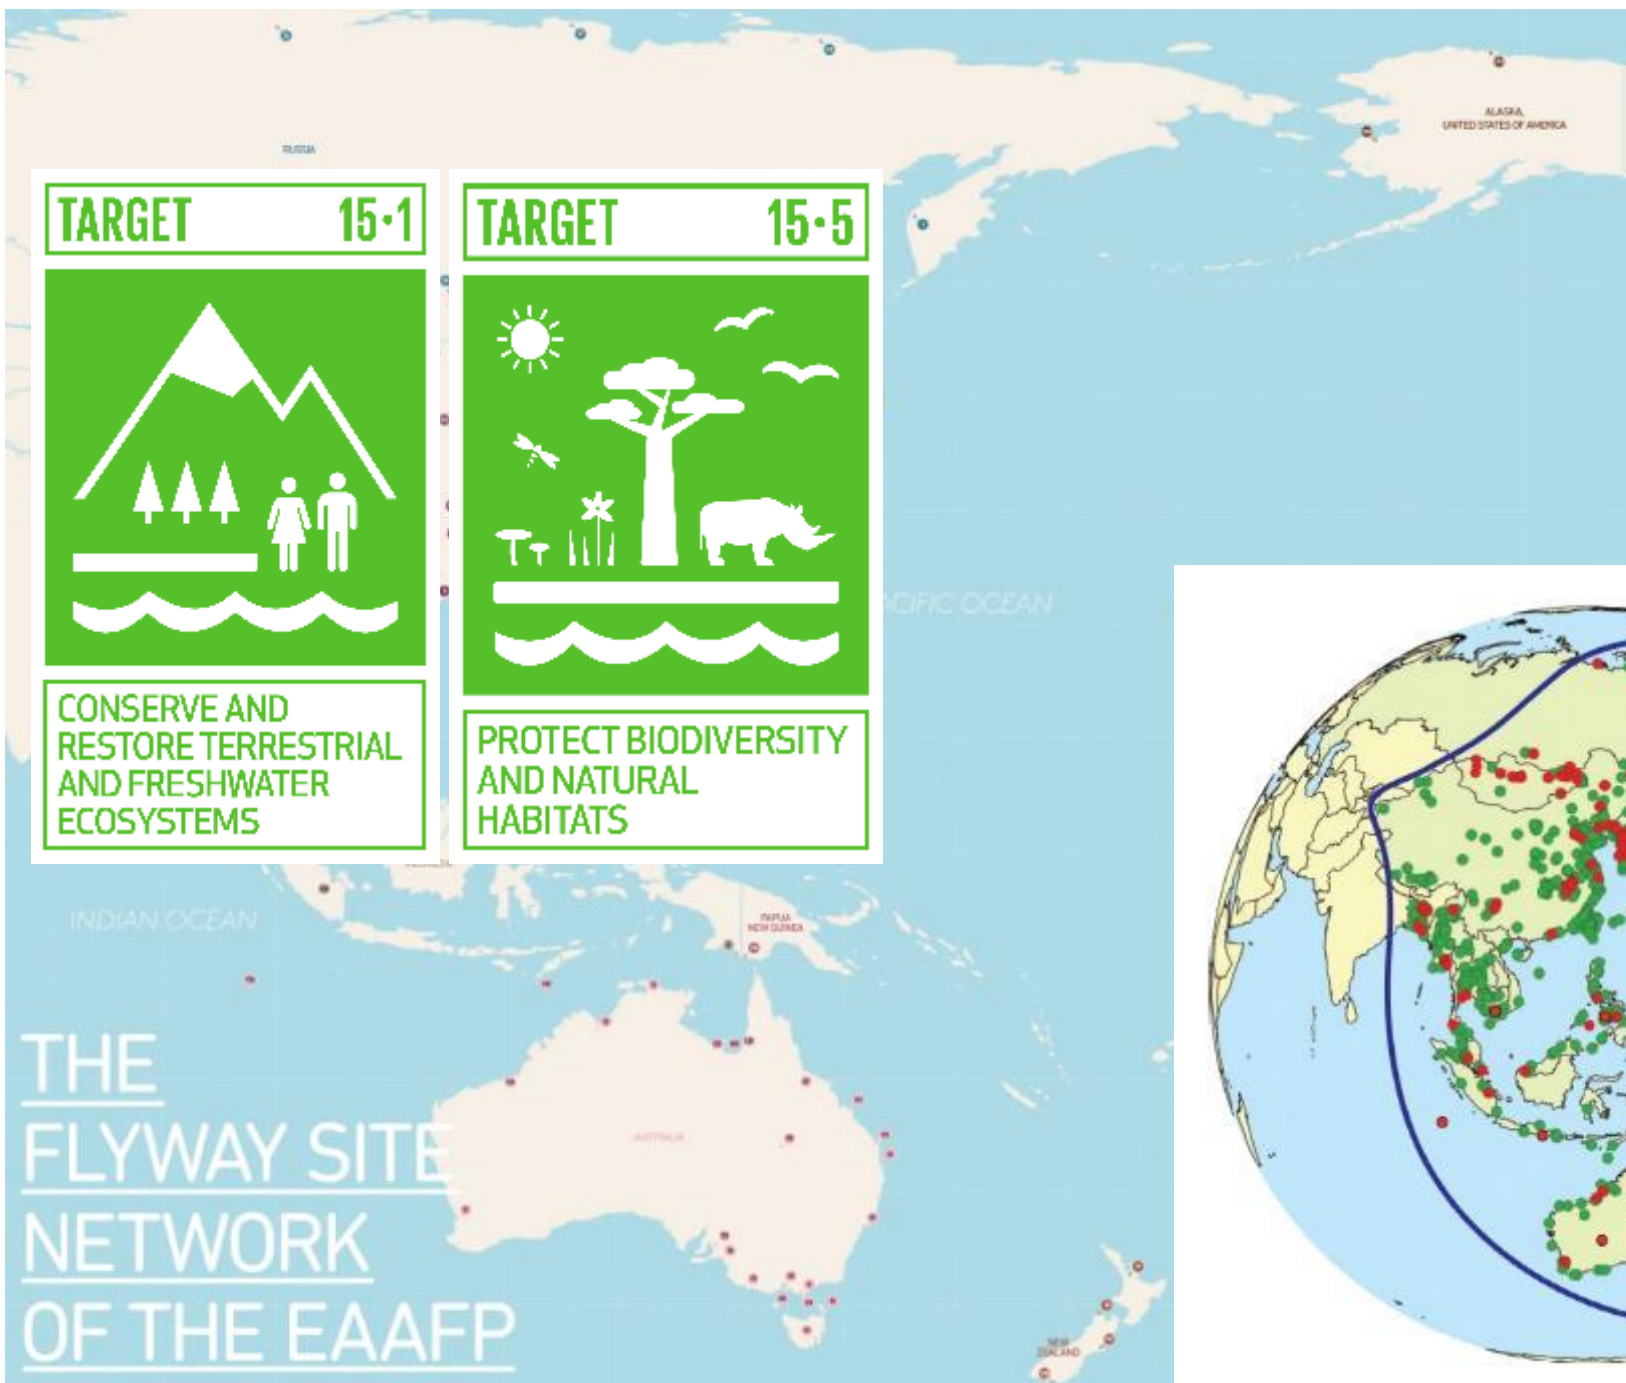 RUSSIA
ALASKA,
UNITED STATES OF AMERICA
TARGET 15·1
CONSERVE AND
RESTORE TERRESTRIAL
AND FRESHWATER
ECOSYSTEMS
TARGET 15·5
PROTECT BIODIVERSITY
AND NATURAL
HABITATS
ACIFIC OCEAN
INDIAN OCEAN
PAPUA
NEW GUINEA
AUSTRALIA
NEW
ZEALAND
THE
FLYWAY SITE
NETWORK
OF THE EAAFP